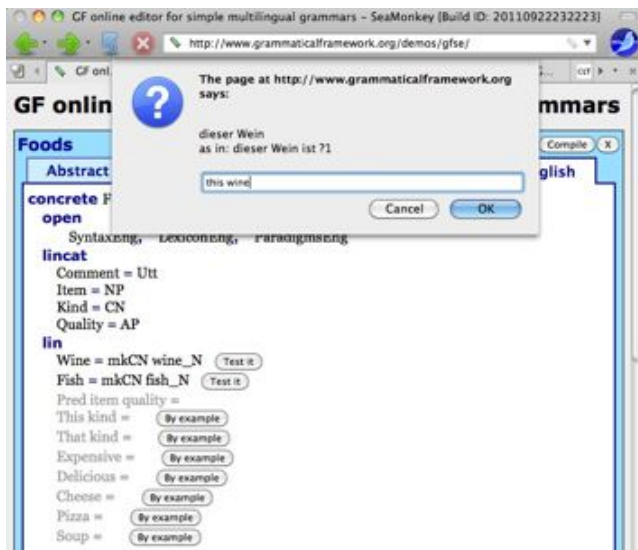 GF online editor for simple multilingual grammars – SeaMonkey {Build ID: 20110922232223}
http://www.grammaticalframework.org/demos/gfse/
GF onl...
GF onlin
mmars
The page at http://www.grammaticalframework.org says:
dieser Wein
as in: dieser Wein ist ?1
this wine
Cancel OK
Foods
Compile X
Abstract
glish
concrete F
open
SyntaxEng, LexiconEng, ParadigmsEng
lincat
Comment = Utt
Item = NP
Kind = CN
Quality = AP
lin
Wine = mkCN wine_N Test it
Fish = mkCN fish_N Test it
Pred item quality =
This kind = By example
That kind = By example
Expensive = By example
Delicious = By example
Cheese = By example
Pizza = By example
Soup = By example